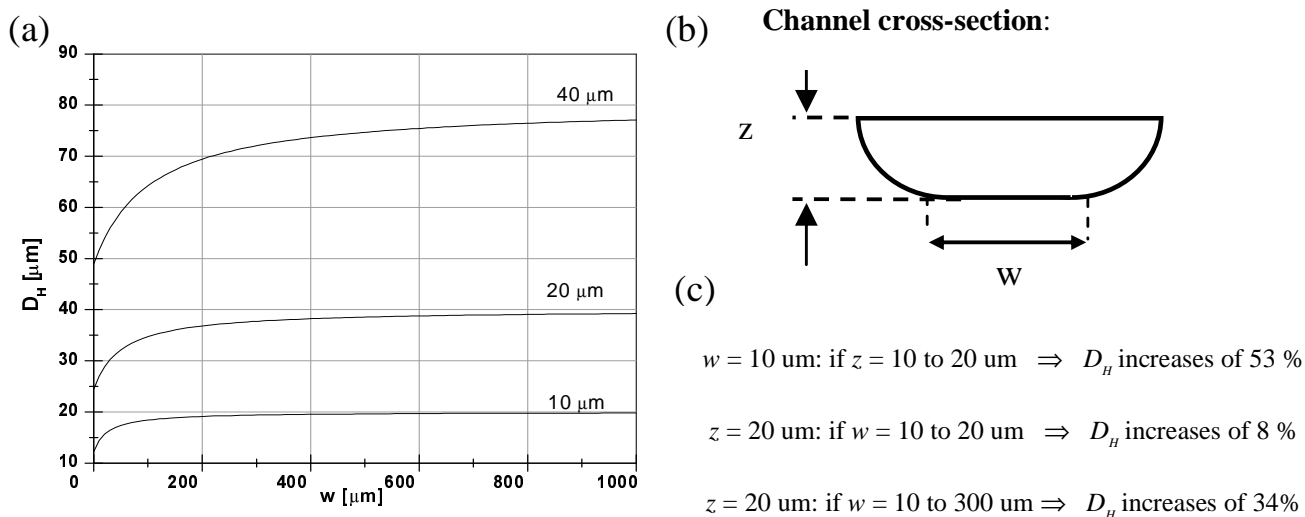 (a)
90
80
70
60
50
40
30
20
10
D_H [μm]
40 μm
20 μm
10 μm
0 200 400 600 800 1000
w [μm]
(b)
Channel cross-section:
z
w
(c)
w = 10 um: if z = 10 to 20 um ⇒ D_H increases of 53 %
z = 20 um: if w = 10 to 20 um ⇒ D_H increases of 8 %
z = 20 um: if w = 10 to 300 um ⇒ D_H increases of 34%